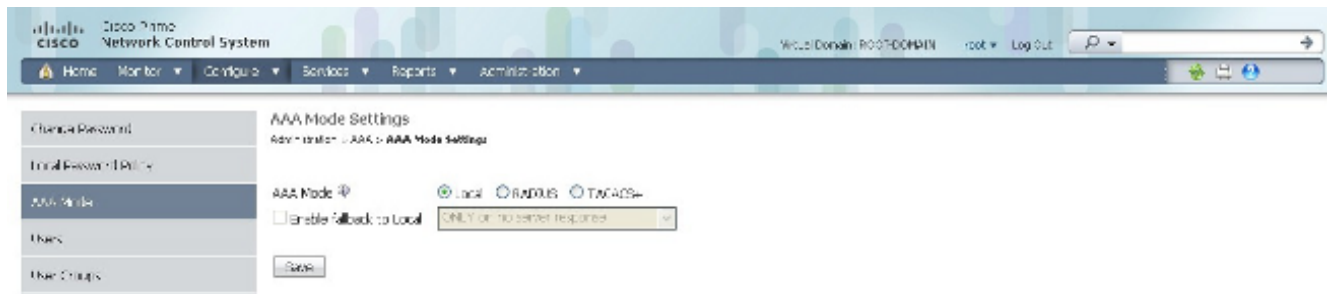 Cisco Prime
CISCO Network Control System
Virtual Domain: ROOT-DOMAIN root Log Out
Home Monitor Configure Services Reports Administration
Change Password
Local Password Policy
AAA Mode
Users
User Groups
AAA Mode Settings
Administration > AAA > AAA Mode Settings
AAA Mode Local RADIUS TACACS+
Enable fallback to Local ONLY on no server response
Save